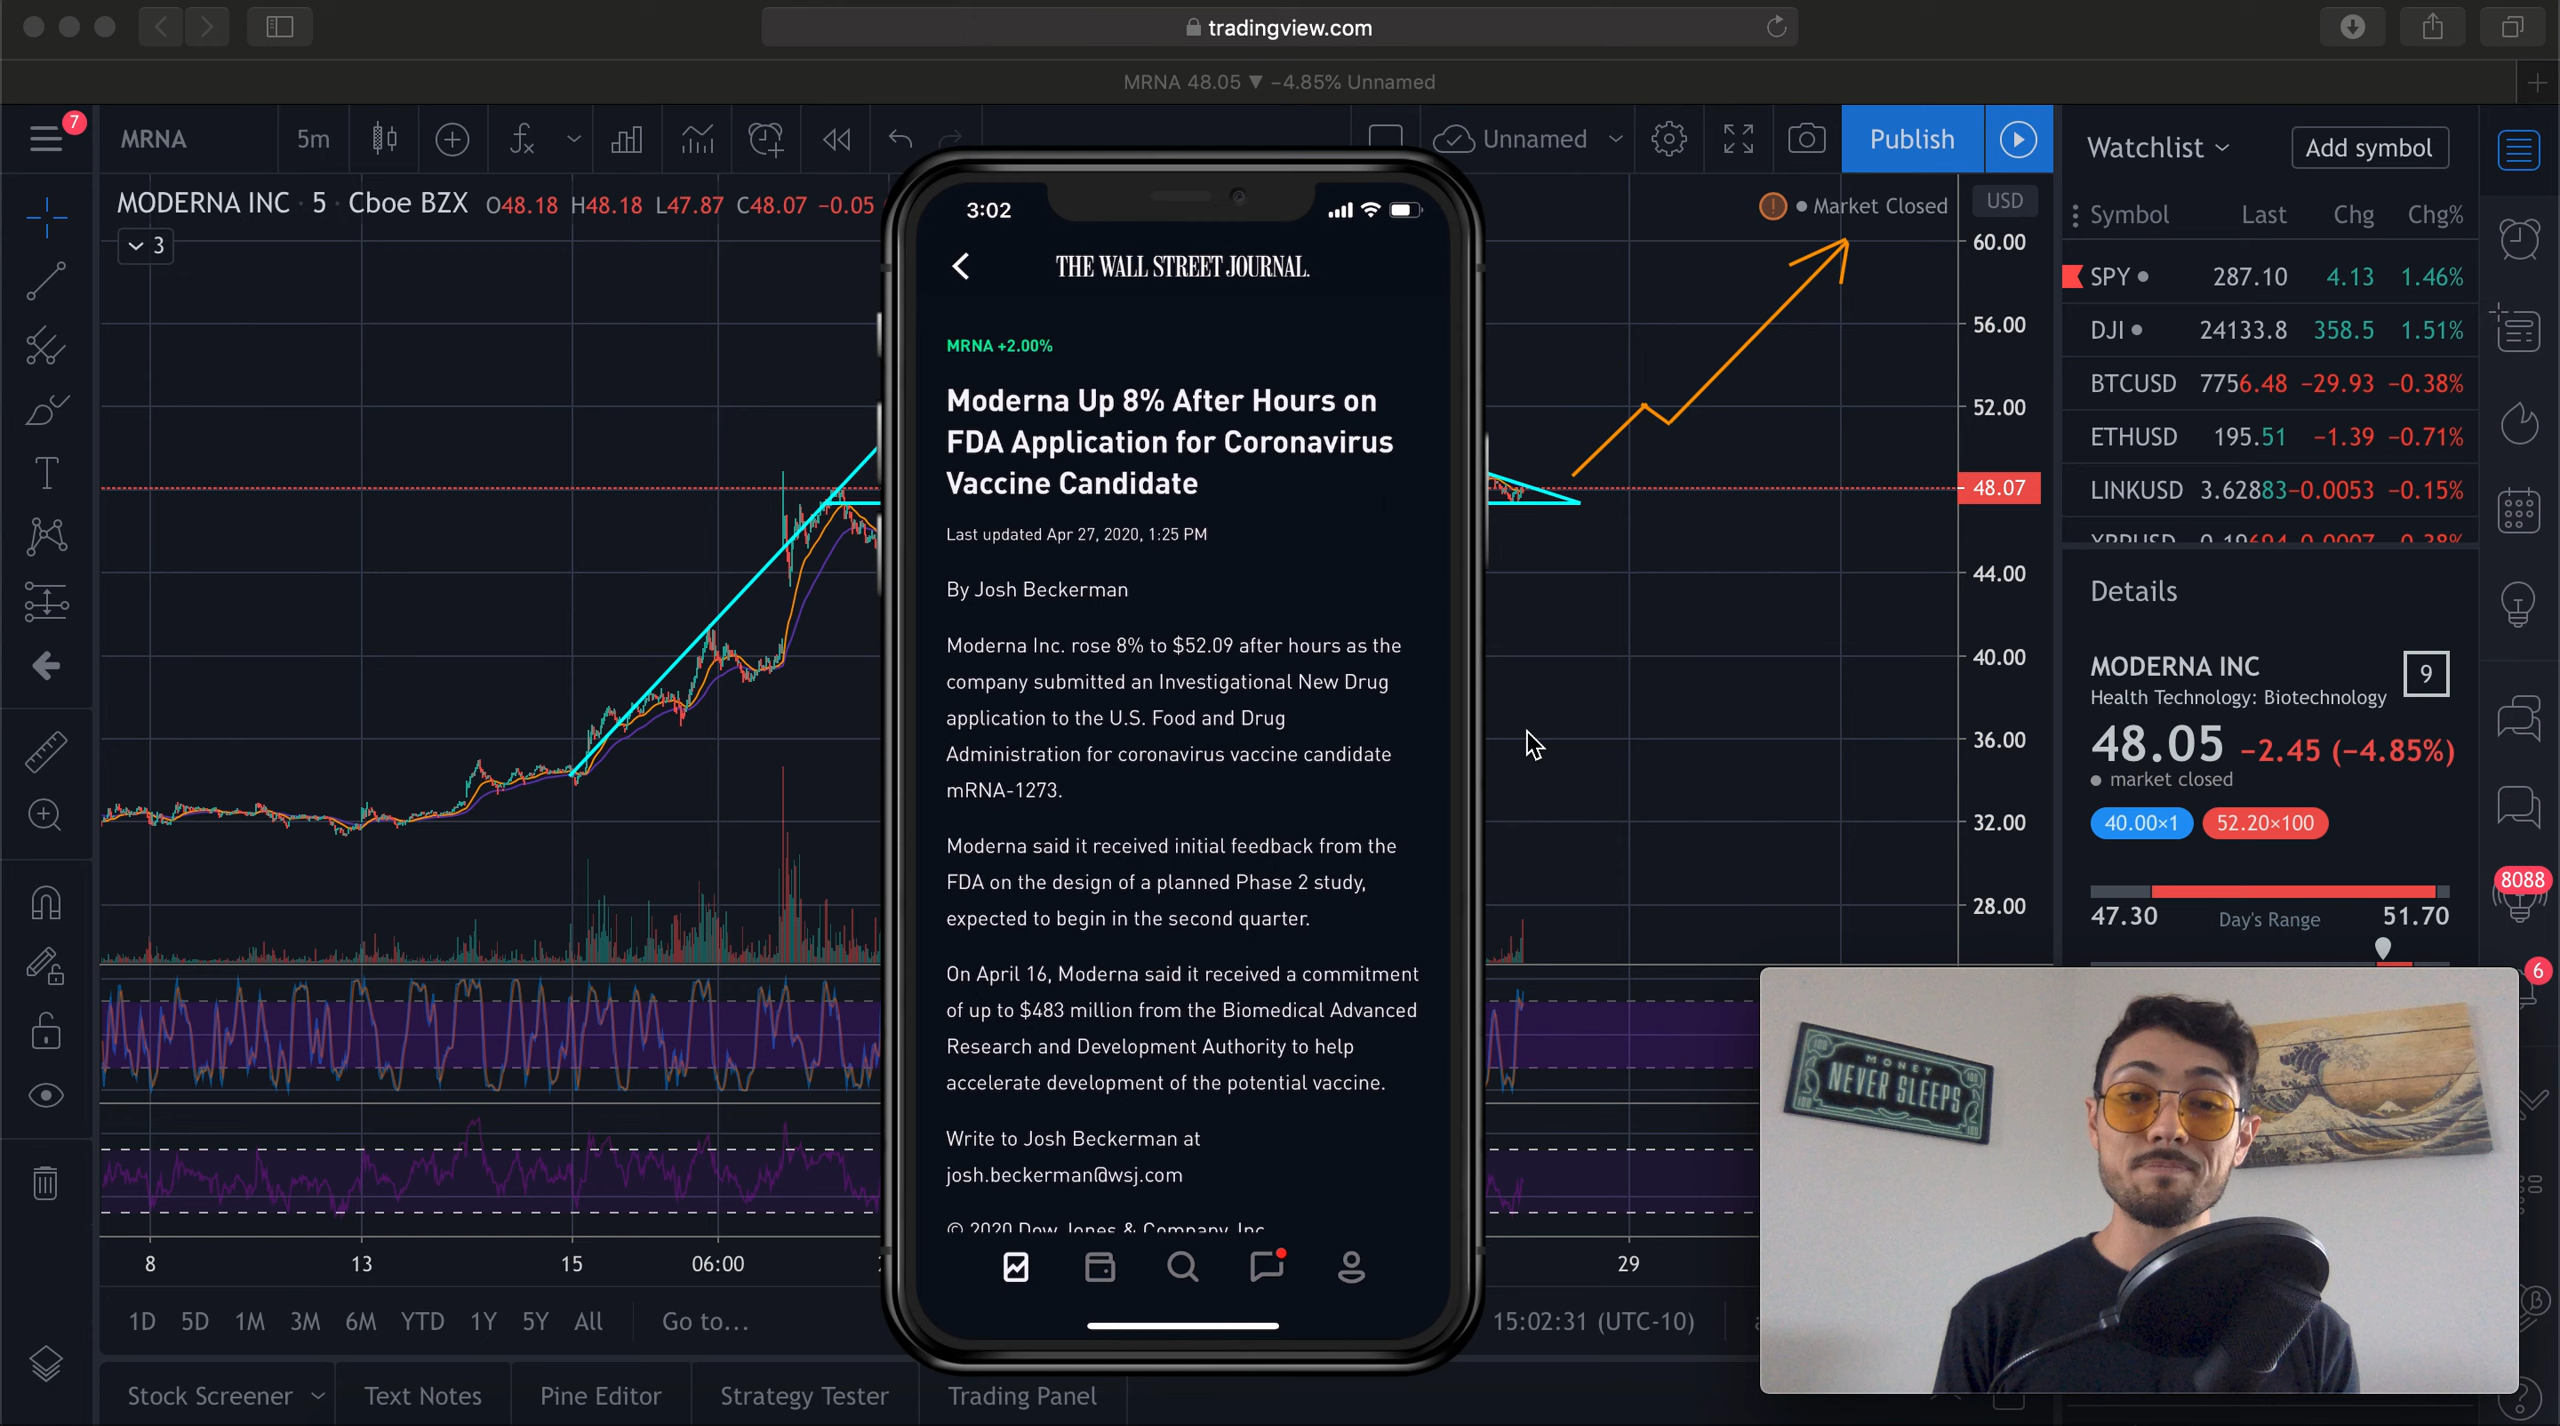 tradingview.com
MRNA 48.05 ▼ −4.85% Unnamed
7
MRNA
5m
Unnamed
Publish
Watchlist
Add symbol
MODERNA INC · 5 · Cboe BZX O48.18 H48.18 L47.87 C48.07 −0.05
3
Market Closed
USD
60.00
56.00
52.00
48.07
44.00
40.00
36.00
32.00
28.00
Symbol Last Chg Chg%
SPY 287.10 4.13 1.46%
DJI 24133.8 358.5 1.51%
BTCUSD 7756.48 −29.93 −0.38%
ETHUSD 195.51 −1.39 −0.71%
LINKUSD 3.62883 −0.0053 −0.15%
Details
MODERNA INC
9
Health Technology: Biotechnology
48.05 −2.45 (−4.85%)
market closed
40.00×1 52.20×100
47.30 Day's Range 51.70
8088
6
3:02
THE WALL STREET JOURNAL.
MRNA +2.00%
Moderna Up 8% After Hours on
FDA Application for Coronavirus
Vaccine Candidate
Last updated Apr 27, 2020, 1:25 PM
By Josh Beckerman
Moderna Inc. rose 8% to $52.09 after hours as the
company submitted an Investigational New Drug
application to the U.S. Food and Drug
Administration for coronavirus vaccine candidate
mRNA-1273.
Moderna said it received initial feedback from the
FDA on the design of a planned Phase 2 study,
expected to begin in the second quarter.
On April 16, Moderna said it received a commitment
of up to $483 million from the Biomedical Advanced
Research and Development Authority to help
accelerate development of the potential vaccine.
Write to Josh Beckerman at
josh.beckerman@wsj.com
© 2020 Dow Jones & Company, Inc.
MONEY
NEVER SLEEPS
100
8 13 15 06:00 29
1D 5D 1M 3M 6M YTD 1Y 5Y All Go to...
15:02:31 (UTC-10)
Stock Screener Text Notes Pine Editor Strategy Tester Trading Panel